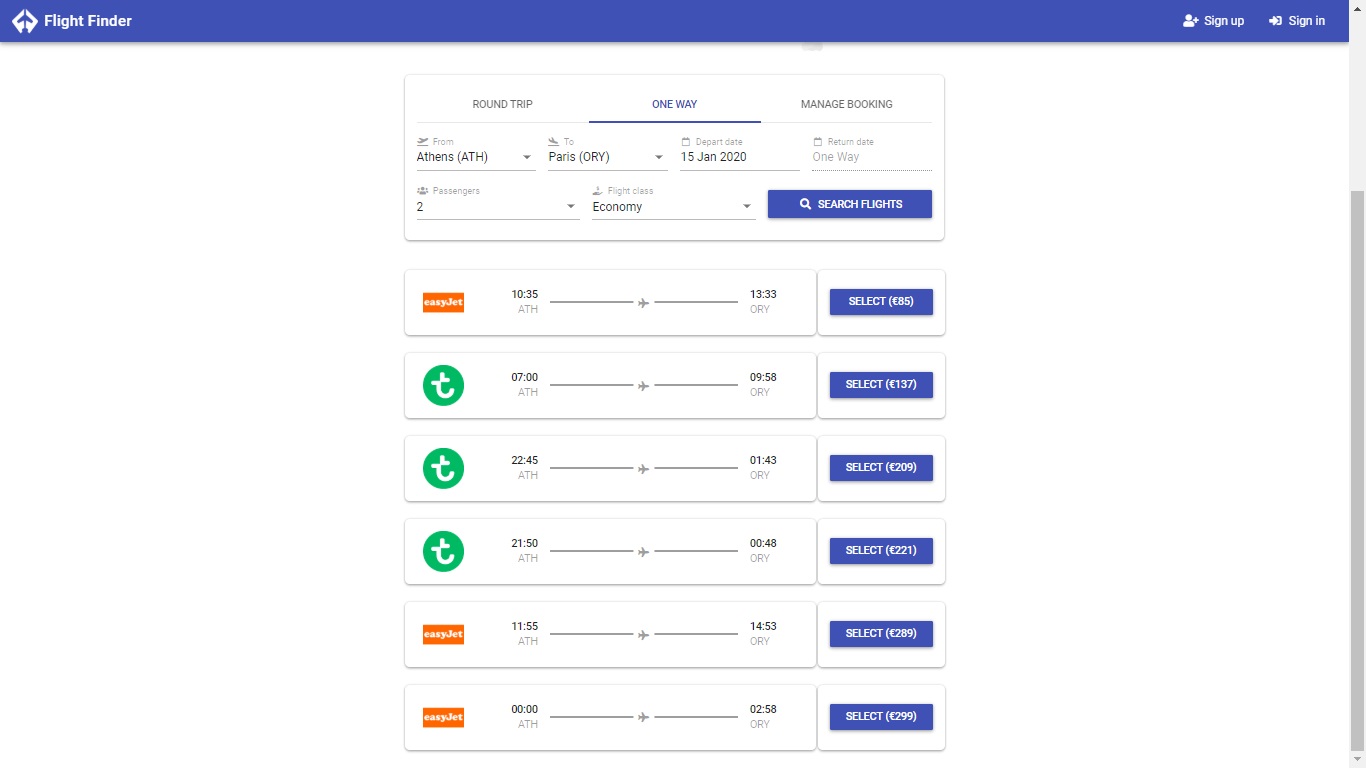 Flight Finder
Sign up
Sign in
ROUND TRIP
ONE WAY
MANAGE BOOKING
From
To
Depart date
Return date
Athens (ATH)
Paris (ORY)
15 Jan 2020
One Way
Passengers
Flight class
2
Economy
SEARCH FLIGHTS
easyJet
10:35
13:33
ATH
ORY
SELECT (€85)
t
07:00
09:58
ATH
ORY
SELECT (€137)
t
22:45
01:43
ATH
ORY
SELECT (€209)
t
21:50
00:48
ATH
ORY
SELECT (€221)
easyJet
11:55
14:53
ATH
ORY
SELECT (€289)
easyJet
00:00
02:58
ATH
ORY
SELECT (€299)